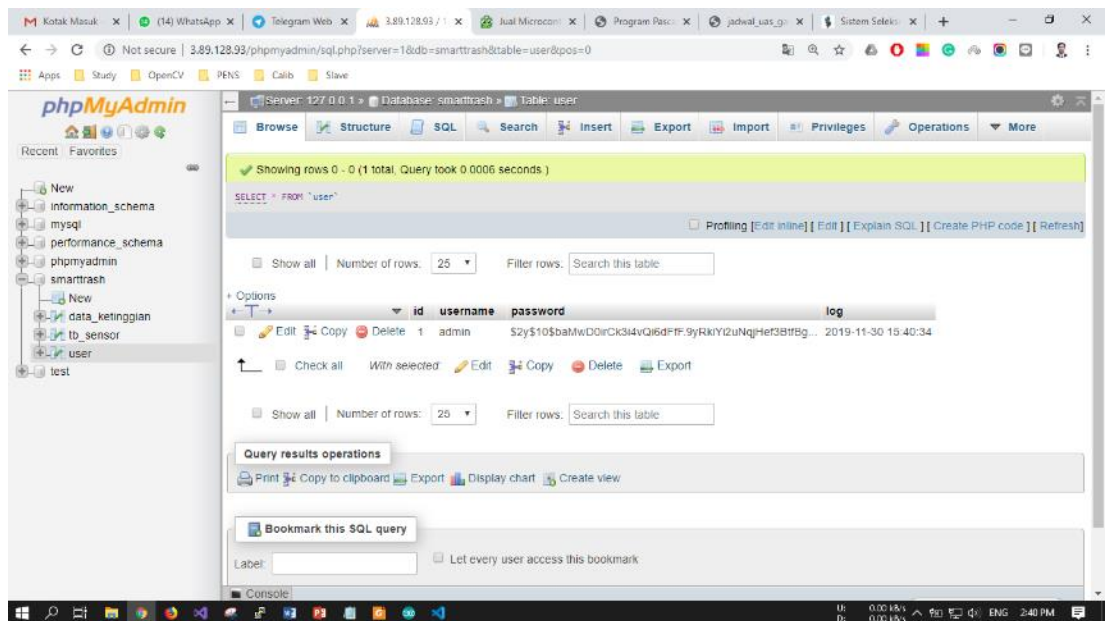 Kotak Masuk
(14) WhatsApp
Telegram Web
3.89.128.93 /
Jual Microcont
Program Pasca
jadwal_uas_ga
Sistem Seleksi
Not secure | 3.89.128.93/phpmyadmin/sql.php?server=1&db=smarttrash&table=user&pos=0
Apps Study OpenCV PENS Calib Slave
phpMyAdmin
Recent Favorites
New
information_schema
mysql
performance_schema
phpmyadmin
smarttrash
New
data_ketinggian
tb_sensor
user
test
Server: 127.0.0.1 » Database: smarttrash » Table: user
Browse Structure SQL Search Insert Export Import Privileges Operations More
Showing rows 0 - 0 (1 total, Query took 0.0006 seconds.)
SELECT * FROM `user`
Profiling [Edit inline] [ Edit ] [ Explain SQL ] [ Create PHP code ] [ Refresh]
Show all | Number of rows: 25 Filter rows: Search this table
+ Options
id username password log
Edit Copy Delete 1 admin 2019-11-30 15:40:34
Check all With selected: Edit Copy Delete Export
Show all | Number of rows: 25 Filter rows: Search this table
Query results operations
Print Copy to clipboard Export Display chart Create view
Bookmark this SQL query
Label: Let every user access this bookmark
Console
U: 0.00 kB/s
D: 0.00 kB/s
ENG 2:40 PM